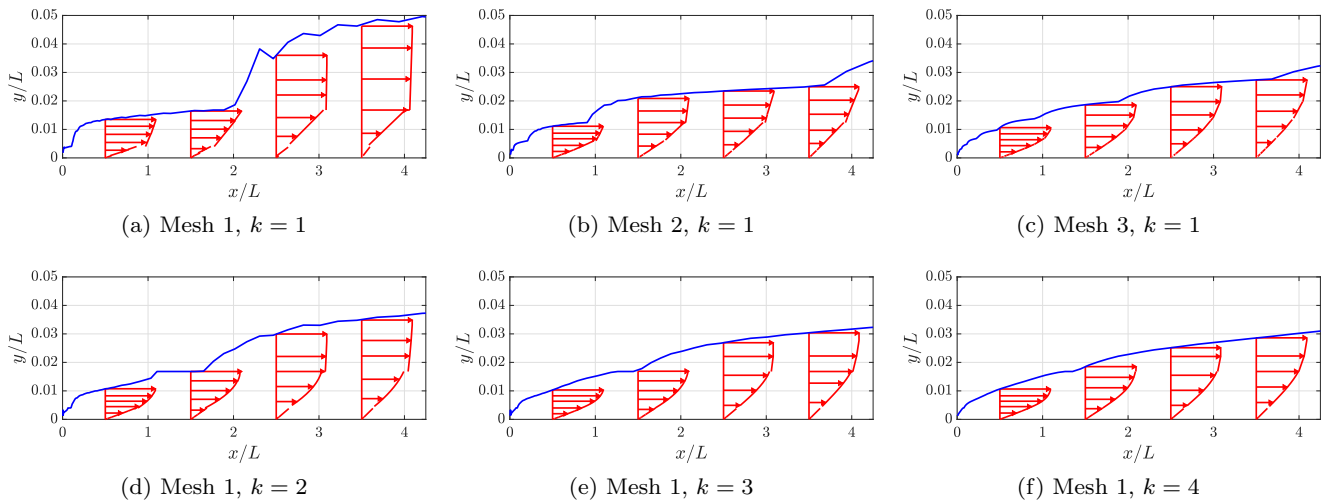 0.05
0.04
0.03
0.02
0.01
0
y/L
0 1 2 3 4
x/L
(a) Mesh 1, k = 1
0.05
0.04
0.03
0.02
0.01
0
y/L
0 1 2 3 4
x/L
(b) Mesh 2, k = 1
0.05
0.04
0.03
0.02
0.01
0
y/L
0 1 2 3 4
x/L
(c) Mesh 3, k = 1
0.05
0.04
0.03
0.02
0.01
0
y/L
0 1 2 3 4
x/L
(d) Mesh 1, k = 2
0.05
0.04
0.03
0.02
0.01
0
y/L
0 1 2 3 4
x/L
(e) Mesh 1, k = 3
0.05
0.04
0.03
0.02
0.01
0
y/L
0 1 2 3 4
x/L
(f) Mesh 1, k = 4